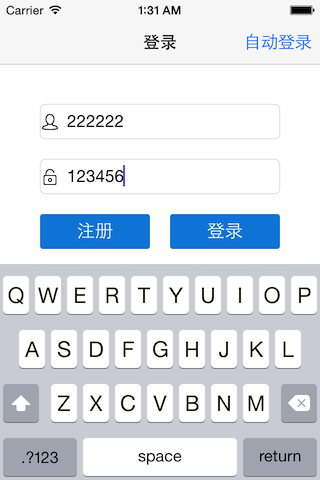 Carrier 1:31 AM
登录 自动登录
222222
123456
注册 登录
Q W E R T Y U I O P
A S D F G H J K L
Z X C V B N M
.?123 space return